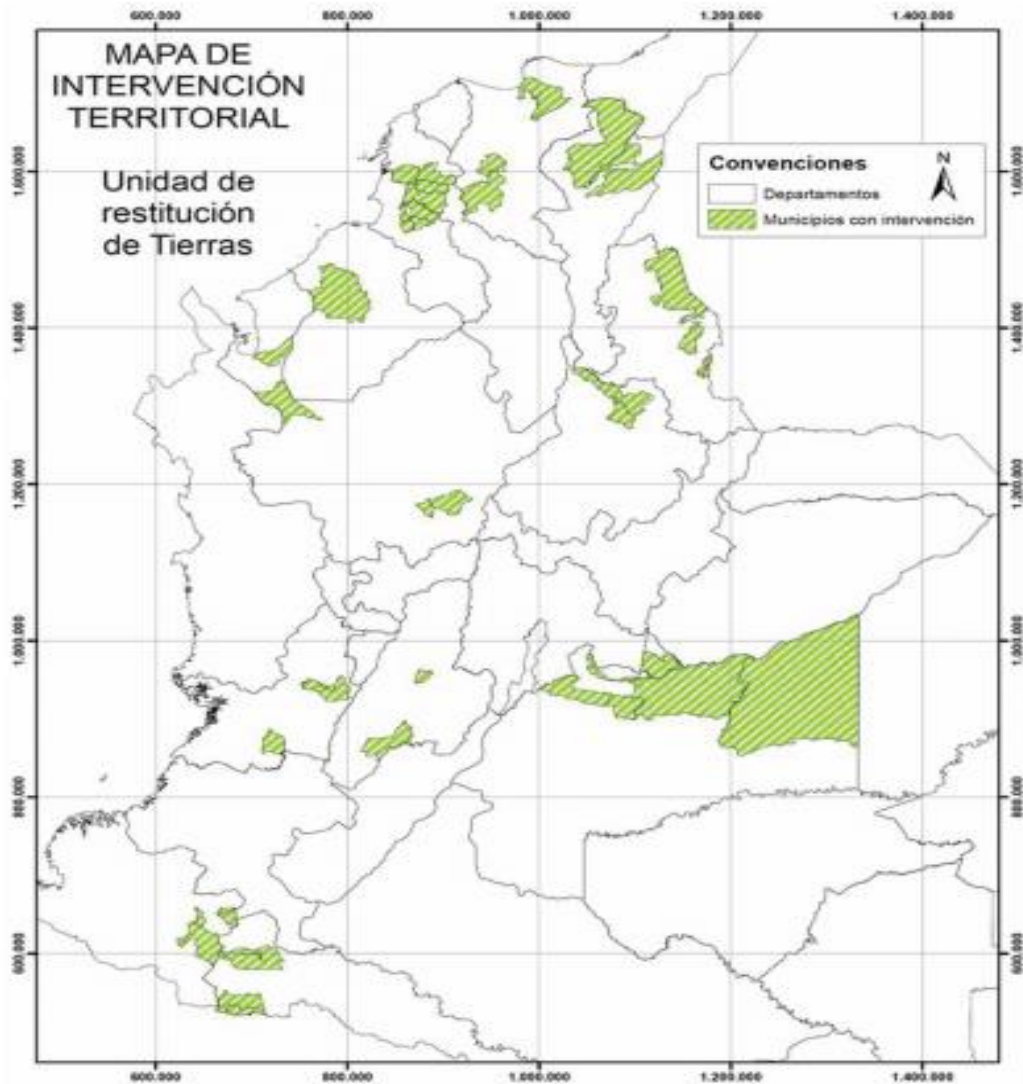 600.000 800.000 1.000.000 1.200.000 1.400.000
MAPA DE
INTERVENCIÓN
TERRITORIAL
Unidad de
restitución
de Tierras
Convenciones
N
Departamentos
Municipios con intervención
1.600.000 1.600.000
1.400.000 1.400.000
1.200.000 1.200.000
1.000.000 1.000.000
800.000 800.000
600.000 600.000
600.000 800.000 1.000.000 1.200.000 1.400.000